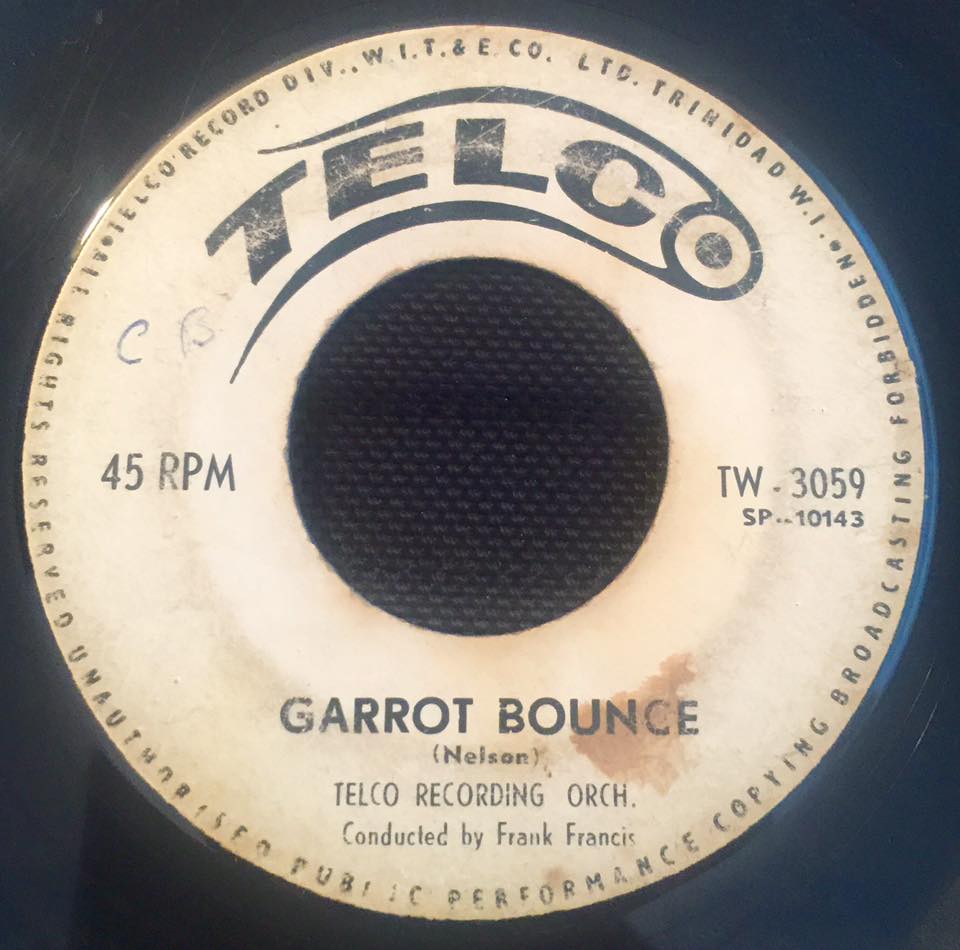 TELCO RECORD DIV., W.I.T. & E. CO. LTD. TRINIDAD W.I.
TELCO
C B
45 RPM
TW - 3059
SP--10143
GARROT BOUNCE
(Nelson)
TELCO RECORDING ORCH.
Conducted by Frank Francis
ALL RIGHTS RESERVED UNAUTHORISED PUBLIC PERFORMANCE COPYING BROADCASTING FORBIDDEN